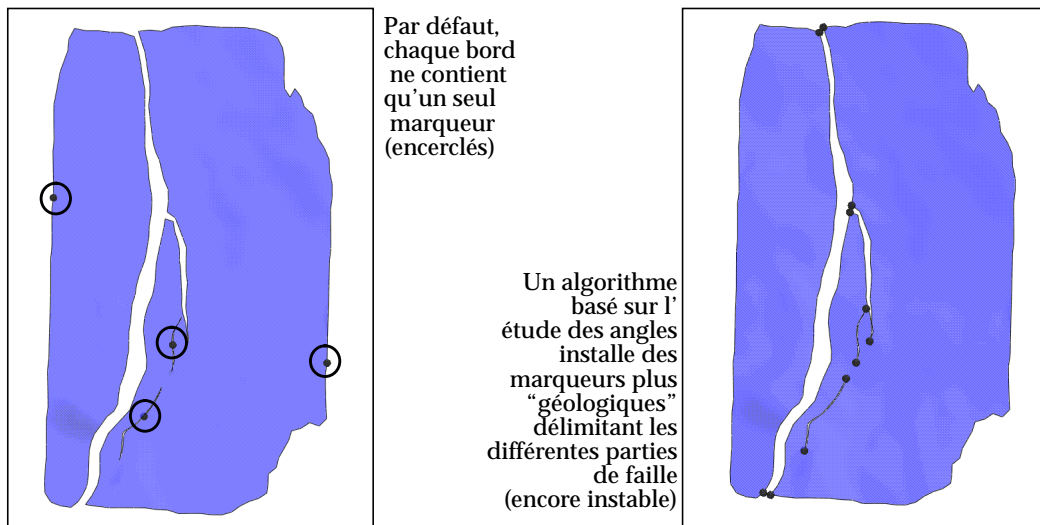 Par défaut,
chaque bord
ne contient
qu'un seul
marqueur
(encerclés)
Un algorithme
basé sur l'
étude des angles
installe des
marqueurs plus
“géologiques”
délimitant les
différentes parties
de faille
(encore instable)